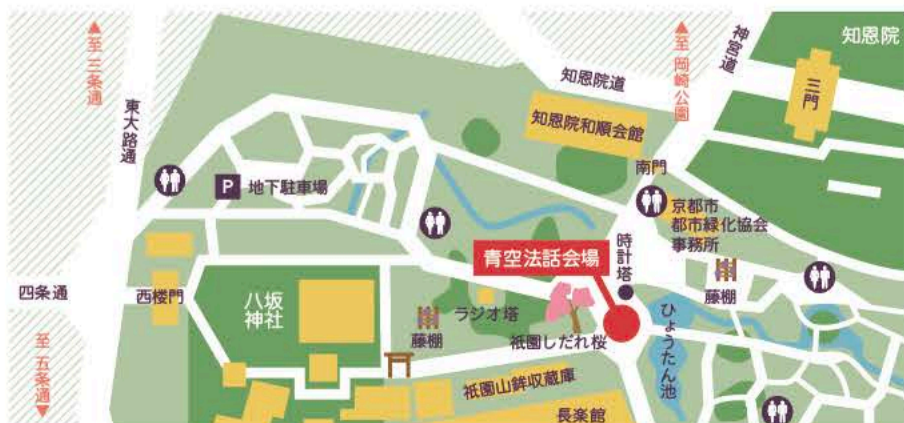 ▲至 三条通
▲至 岡崎公園
神宮道
知恩院
三門
知恩院道
知恩院和順会館
東大路通
南門
P 地下駐車場
京都市
都市緑化協会
事務所
時計塔
青空法話会場
藤棚
四条通
西楼門
八坂
神社
ラジオ塔
藤棚
祇園しだれ桜
ひょうたん池
至 五条通▼
祇園山鉾収蔵庫
長楽館